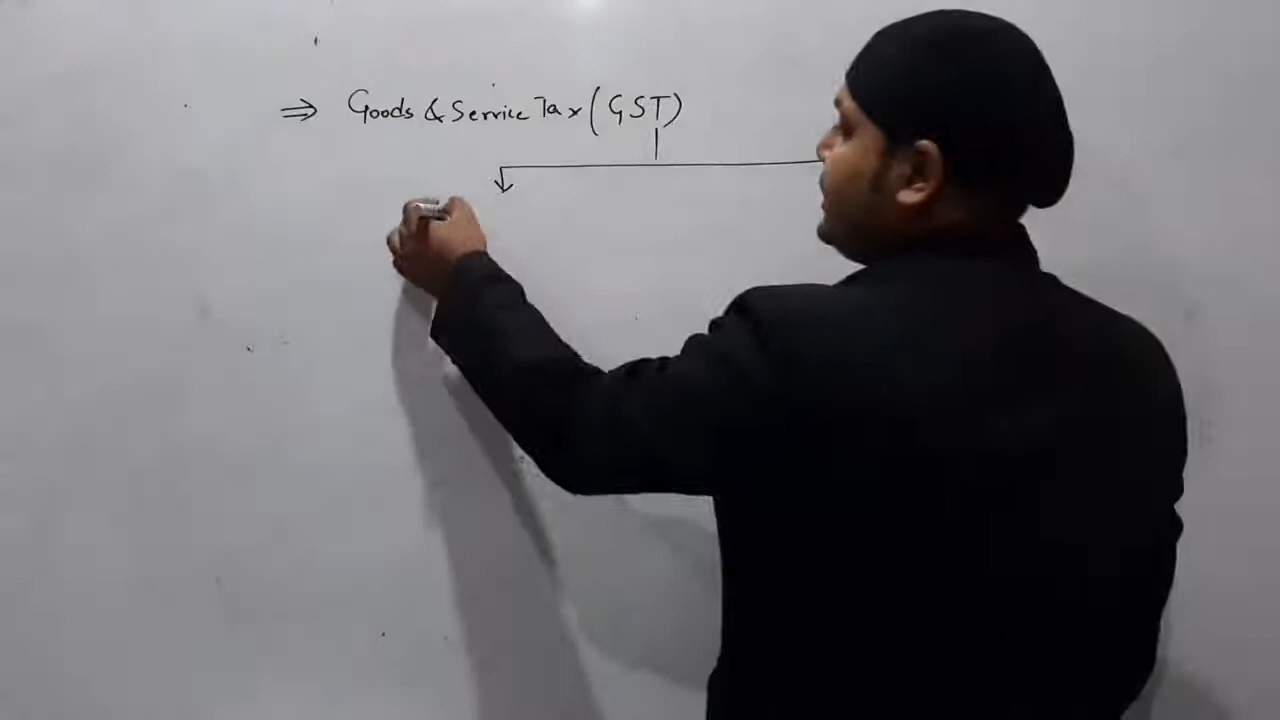 ⇒ Goods & Service Tax (GST)